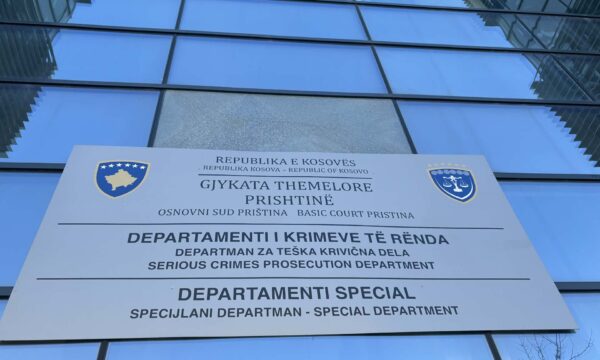 REPUBLIKA E KOSOVËS
REPUBLIKA KOSOVA - REPUBLIC OF KOSOVO
GJYKATA THEMELORE
PRISHTINË
OSNOVNI SUD PRIŠTINA BASIC COURT PRISTINA
DEPARTAMENTI I KRIMEVE TË RËNDA
DEPARTMAN ZA TEŠKA KRIVIČNA DELA
SERIOUS CRIMES PROSECUTION DEPARTMENT
DEPARTAMENTI SPECIAL
SPECIJLANI DEPARTMAN - SPECIAL DEPARTMENT